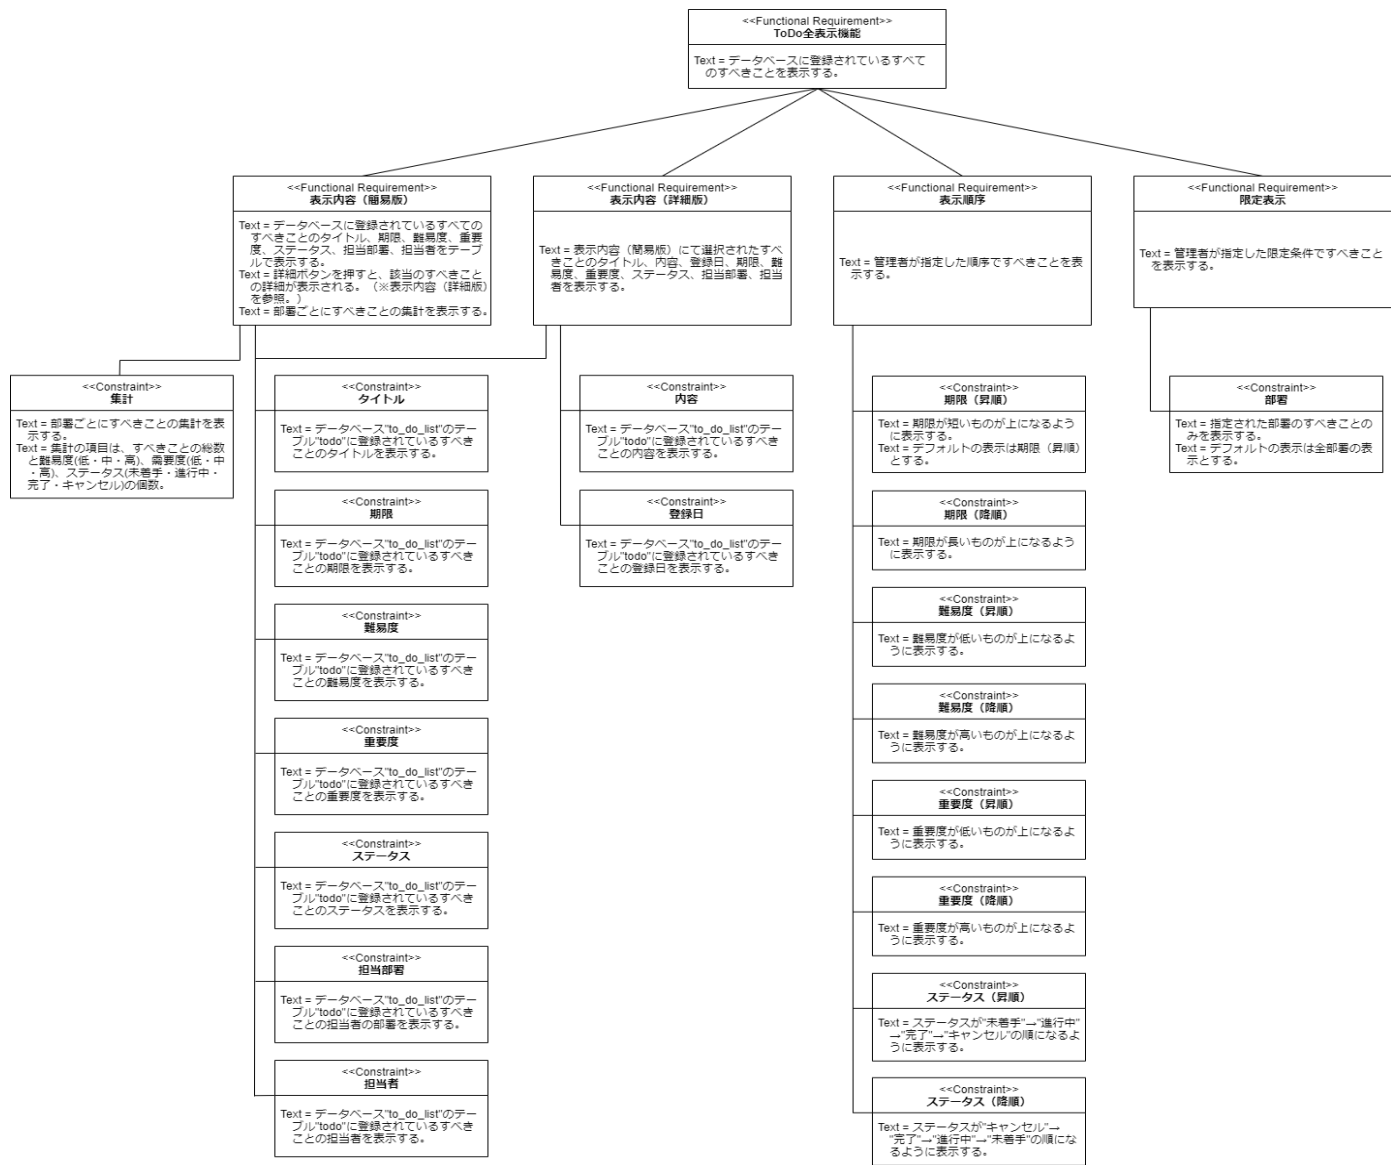 <<Functional Requirement>>
ToDo全表示機能
Text = データベースに登録されているすべて
のすべきことを表示する。
<<Functional Requirement>>
表示内容（簡易版）
Text = データベースに登録されているすべての
すべきことのタイトル、期限、難易度、重要
度、ステータス、担当部署、担当者をテーブ
ルで表示する。
Text = 詳細ボタンを押すと、該当のすべきこと
の詳細が表示される。（※表示内容（詳細版）
を参照。）
Text = 部署ごとにすべきことの集計を表示する。
<<Functional Requirement>>
表示内容（詳細版）
Text = 表示内容（簡易版）にて選択されたすべ
きことのタイトル、内容、登録日、期限、難
易度、重要度、ステータス、担当部署、担当
者を表示する。
<<Functional Requirement>>
表示順序
Text = 管理者が指定した順序ですべきことを表
示する。
<<Functional Requirement>>
限定表示
Text = 管理者が指定した限定条件ですべきこと
を表示する。
<<Constraint>>
集計
Text = 部署ごとにすべきことの集計を表
示する。
Text = 集計の項目は、すべきことの総数
と難易度(低・中・高)、需要度(低・中
・高)、ステータス(未着手・進行中・
完了・キャンセル)の個数。
<<Constraint>>
タイトル
Text = データベース"to_do_list"のテー
ブル"todo"に登録されているすべき
ことのタイトルを表示する。
<<Constraint>>
期限
Text = データベース"to_do_list"のテー
ブル"todo"に登録されているすべき
ことの期限を表示する。
<<Constraint>>
難易度
Text = データベース"to_do_list"のテー
ブル"todo"に登録されているすべき
ことの難易度を表示する。
<<Constraint>>
重要度
Text = データベース"to_do_list"のテー
ブル"todo"に登録されているすべき
ことの重要度を表示する。
<<Constraint>>
ステータス
Text = データベース"to_do_list"のテー
ブル"todo"に登録されているすべき
ことのステータスを表示する。
<<Constraint>>
担当部署
Text = データベース"to_do_list"のテー
ブル"todo"に登録されているすべき
ことの担当者の部署を表示する。
<<Constraint>>
担当者
Text = データベース"to_do_list"のテー
ブル"todo"に登録されているすべき
ことの担当者を表示する。
<<Constraint>>
内容
Text = データベース"to_do_list"のテー
ブル"todo"に登録されているすべき
ことの内容を表示する。
<<Constraint>>
登録日
Text = データベース"to_do_list"のテー
ブル"todo"に登録されているすべき
ことの登録日を表示する。
<<Constraint>>
期限（昇順）
Text = 期限が短いものが上になるよう
に表示する。
Text = デフォルトの表示は期限（昇順）
とする。
<<Constraint>>
期限（降順）
Text = 期限が長いものが上になるよう
に表示する。
<<Constraint>>
難易度（昇順）
Text = 難易度が低いものが上になるよ
うに表示する。
<<Constraint>>
難易度（降順）
Text = 難易度が高いものが上になるよ
うに表示する。
<<Constraint>>
重要度（昇順）
Text = 重要度が低いものが上になるよ
うに表示する。
<<Constraint>>
重要度（降順）
Text = 重要度が高いものが上になるよ
うに表示する。
<<Constraint>>
ステータス（昇順）
Text = ステータスが"未着手"→"進行中"
→"完了"→"キャンセル"の順になるよ
うに表示する。
<<Constraint>>
ステータス（降順）
Text = ステータスが"キャンセル"→
"完了"→"進行中"→"未着手"の順にな
るように表示する。
<<Constraint>>
部署
Text = 指定された部署のすべきことの
みを表示する。
Text = デフォルトの表示は全部署の表
示とする。